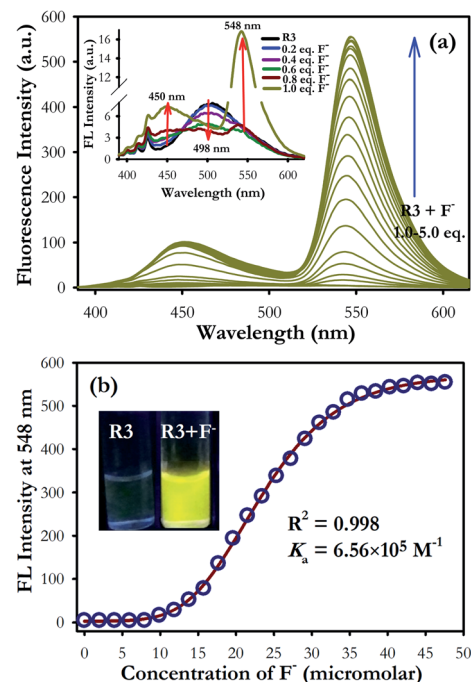 548 nm
(a)
R3
0.2 eq. F-
0.4 eq. F-
0.6 eq. F-
0.8 eq. F-
1.0 eq. F-
450 nm
498 nm
FL Intensity (a.u.)
16
14
12
9
6
3
0
400
450
500
550
600
Wavelength (nm)
R3 + F-
1.0-5.0 eq.
Fluorescence Intensity (a.u.)
600
500
400
300
200
100
0
400
450
500
550
600
Wavelength (nm)
(b)
R3
R3+F-
R² = 0.998
Kₐ = 6.56×10⁵ M⁻¹
FL Intensity at 548 nm
600
500
400
300
200
100
0
0
5
10
15
20
25
30
35
40
45
50
Concentration of F- (micromolar)